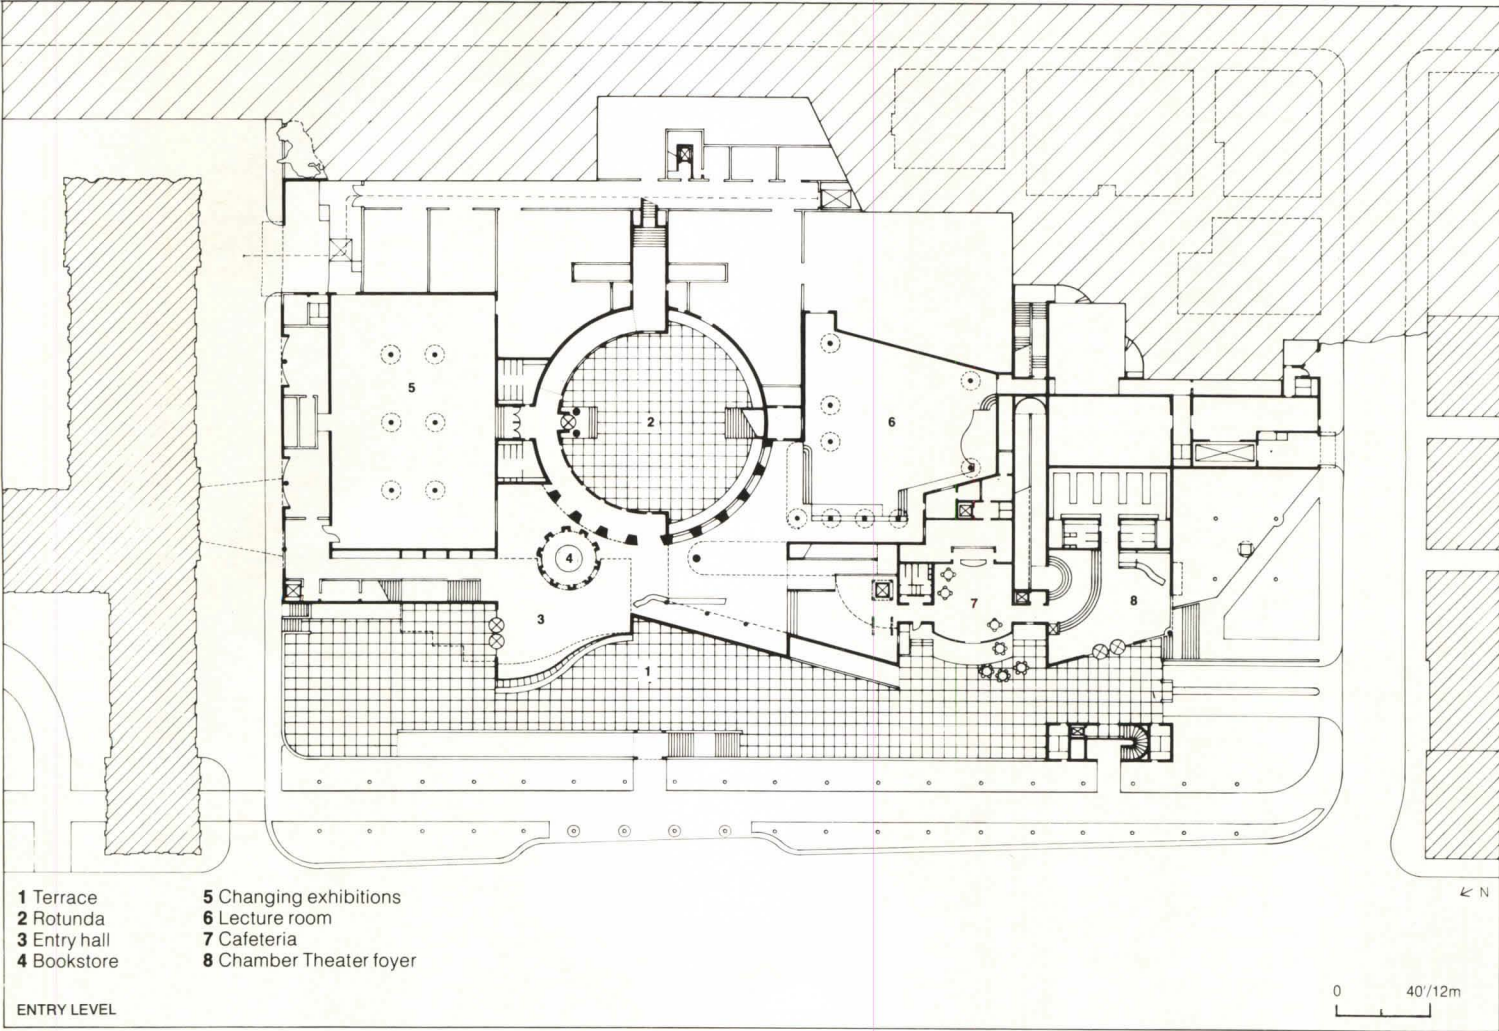 5
2
6
4
3
1
7
8
1 Terrace
2 Rotunda
3 Entry hall
4 Bookstore
5 Changing exhibitions
6 Lecture room
7 Cafeteria
8 Chamber Theater foyer
ENTRY LEVEL
N
0 40'/12m